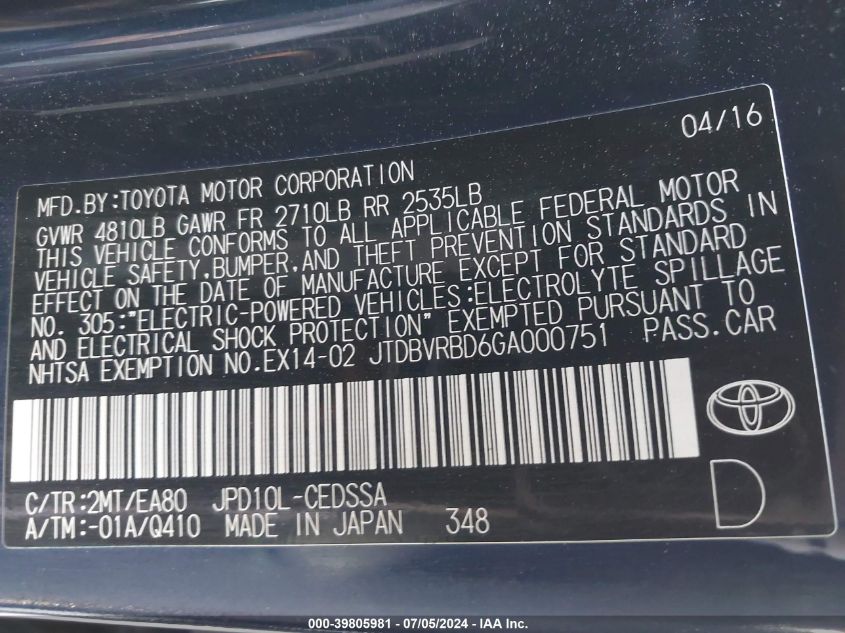 04/16
MFD.BY:TOYOTA MOTOR CORPORATION
GVWR 4810LB GAWR FR 2710LB RR 2535LB
THIS VEHICLE CONFORMS TO ALL APPLICABLE FEDERAL MOTOR
VEHICLE SAFETY,BUMPER,AND THEFT PREVENTION STANDARDS IN
EFFECT ON THE DATE OF MANUFACTURE EXCEPT FOR STANDARD
NO. 305:"ELECTRIC-POWERED VEHICLES:ELECTROLYTE SPILLAGE
AND ELECTRICAL SHOCK PROTECTION" EXEMPTED PURSUANT TO
NHTSA EXEMPTION NO.EX14-02 JTDBVRBD6GA000751 PASS.CAR
C/TR:2MT/EA80 JPD10L-CEDSSA
A/TM:-01A/Q410 MADE IN JAPAN 348
D
000-39805981 - 07/05/2024 - IAA, Inc.